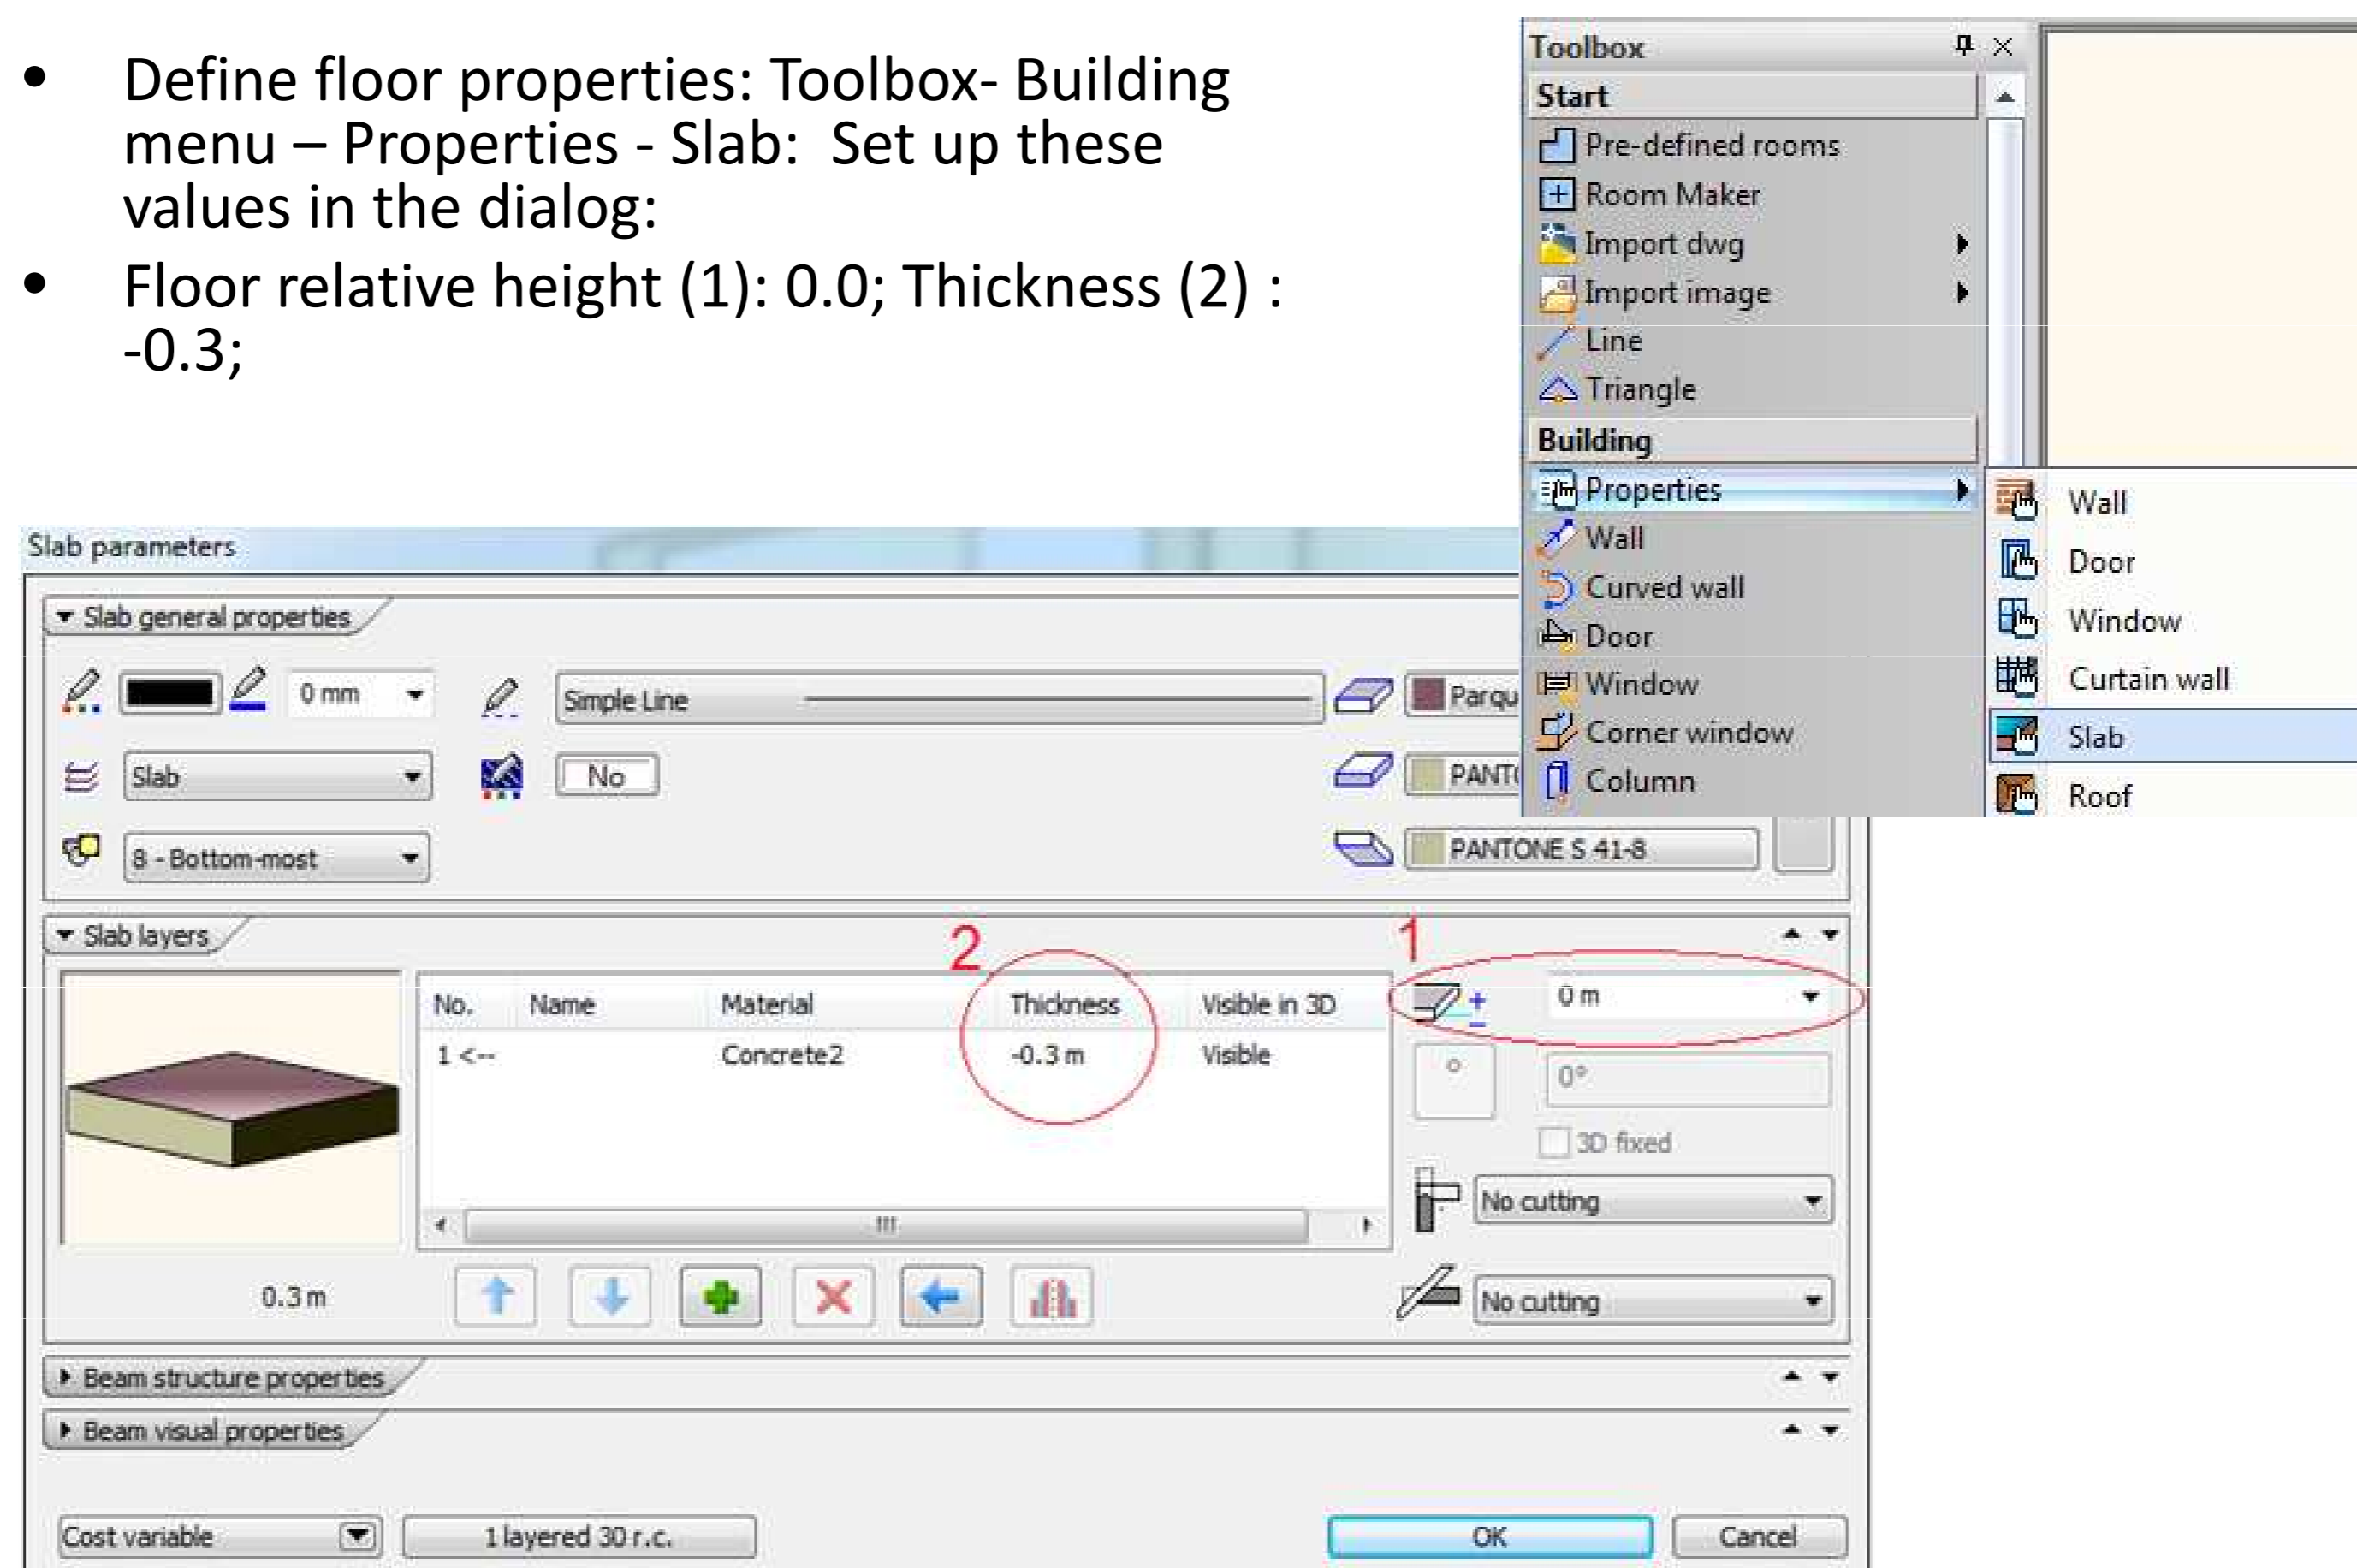 • Define floor properties: Toolbox- Building
menu – Properties - Slab: Set up these
values in the dialog:
• Floor relative height (1): 0.0; Thickness (2) :
-0.3;
Toolbox
Start
Pre-defined rooms
Room Maker
Import dwg
Import image
Line
Triangle
Building
Properties
Wall
Curved wall
Door
Window
Corner window
Column
Wall
Door
Window
Curtain wall
Slab
Roof
Slab parameters
Slab general properties
0 mm
Simple Line
Parqu
Slab
No
PANT
8 - Bottom-most
PANTONE S 41-8
Slab layers
2
1
No. Name Material Thickness Visible in 3D
1 <-- Concrete2 -0.3 m Visible
0 m
0°
3D fixed
No cutting
No cutting
0.3 m
Beam structure properties
Beam visual properties
Cost variable
1 layered 30 r.c.
OK
Cancel